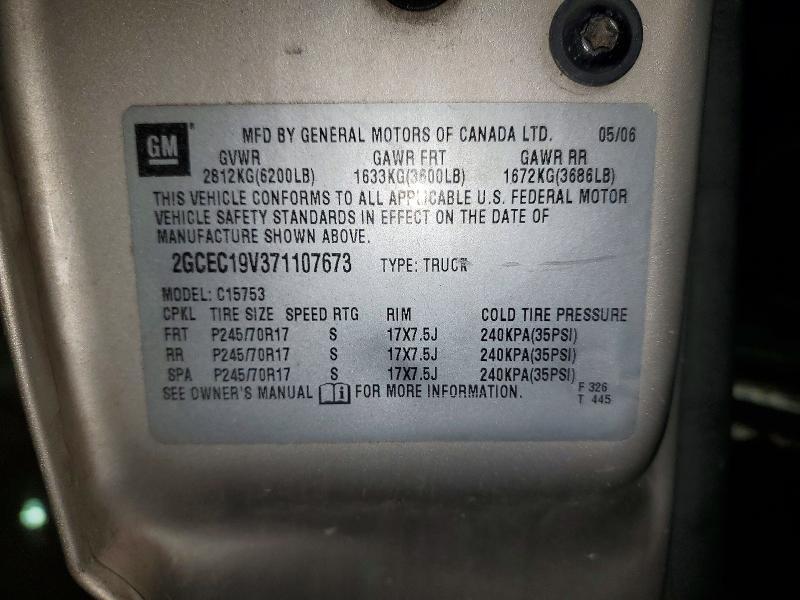 GM
MFD BY GENERAL MOTORS OF CANADA LTD. 05/06
GVWR GAWR FRT GAWR RR
2812KG(6200LB) 1633KG(3600LB) 1672KG(3686LB)
THIS VEHICLE CONFORMS TO ALL APPLICABLE U.S. FEDERAL MOTOR
VEHICLE SAFETY STANDARDS IN EFFECT ON THE DATE OF
MANUFACTURE SHOWN ABOVE.
2GCEC19V371107673 TYPE: TRUCK
MODEL: C15753
CPKL TIRE SIZE SPEED RTG RIM COLD TIRE PRESSURE
FRT P245/70R17 S 17X7.5J 240KPA(35PSI)
RR P245/70R17 S 17X7.5J 240KPA(35PSI)
SPA P245/70R17 S 17X7.5J 240KPA(35PSI)
SEE OWNER'S MANUAL i FOR MORE INFORMATION. F 326
T 445